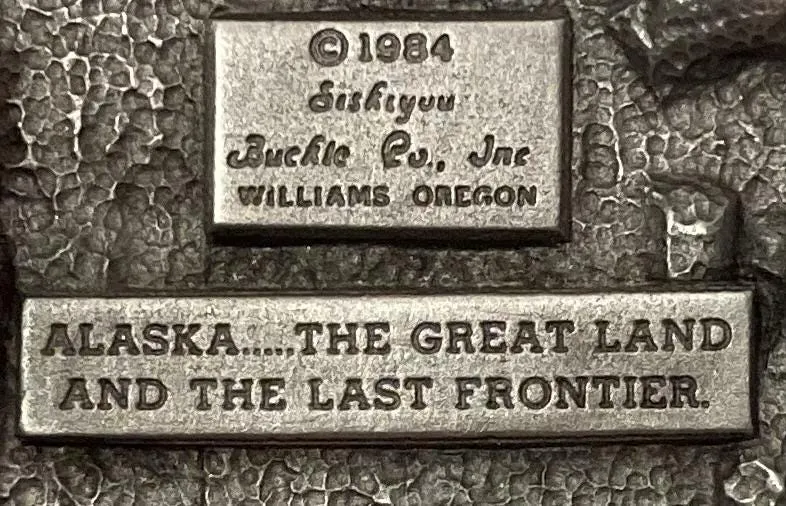 ©1984
Siskiyou
Buckle Co., Inc
WILLIAMS OREGON
ALASKA.....THE GREAT LAND
AND THE LAST FRONTIER.